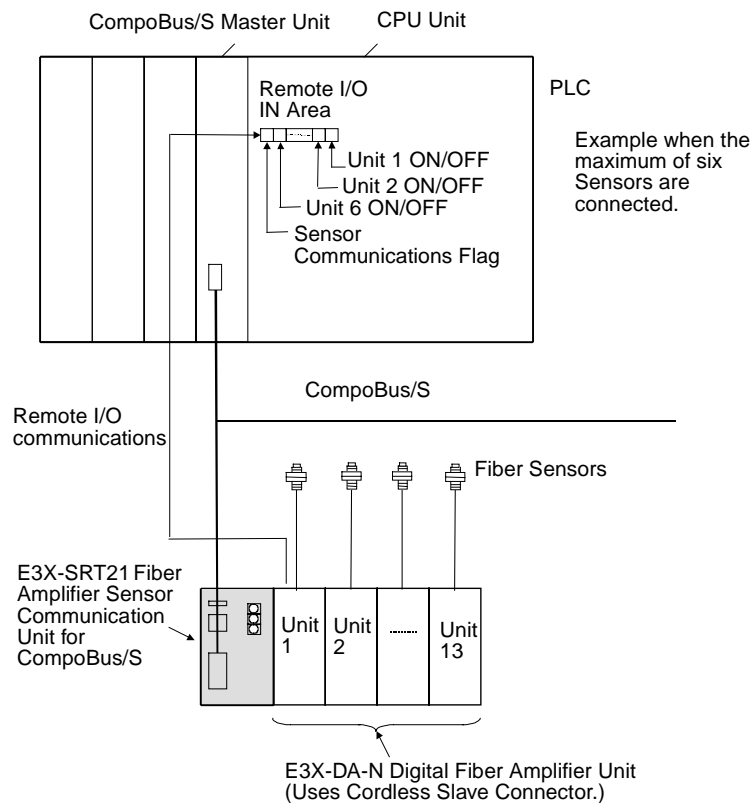 CompoBus/S Master Unit
CPU Unit
Remote I/O
IN Area
PLC
Example when the
maximum of six
Sensors are
connected.
Unit 1 ON/OFF
Unit 2 ON/OFF
Unit 6 ON/OFF
Sensor
Communications Flag
CompoBus/S
Remote I/O
communications
Fiber Sensors
E3X-SRT21 Fiber
Amplifier Sensor
Communication
Unit for
CompoBus/S
Unit
1
Unit
2
Unit
13
E3X-DA-N Digital Fiber Amplifier Unit
(Uses Cordless Slave Connector.)